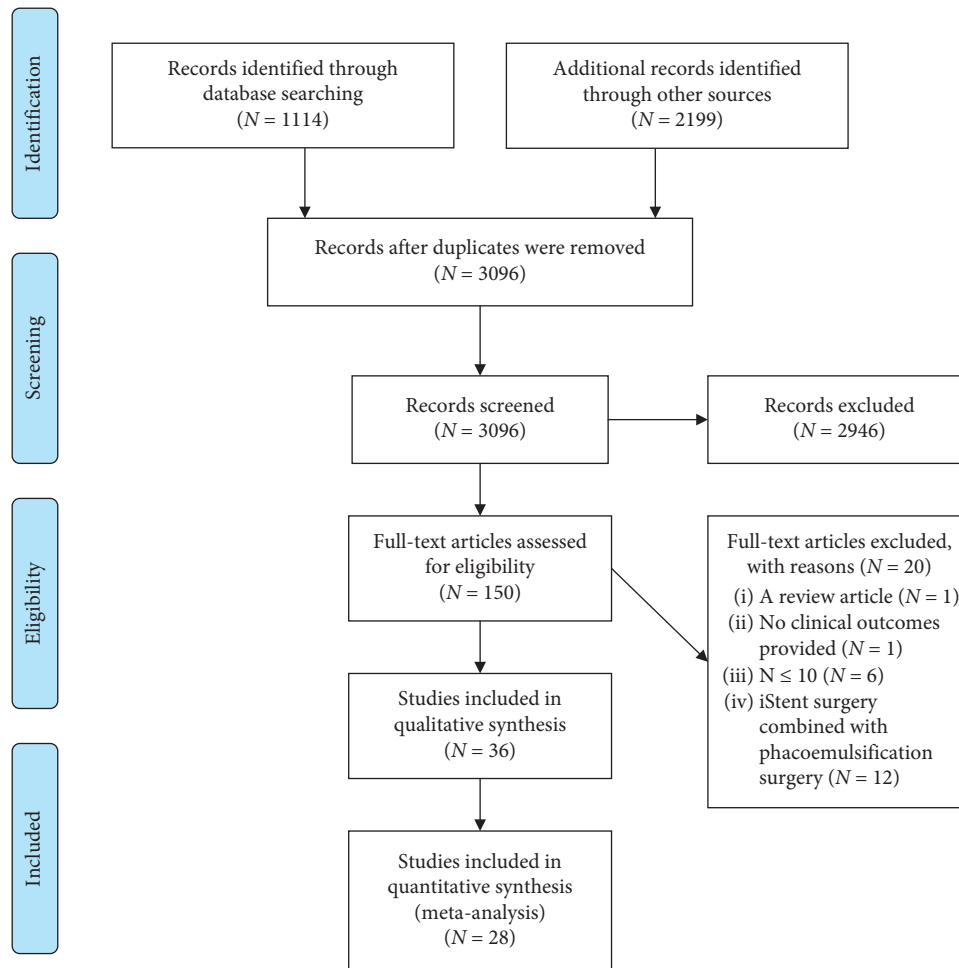 Identification
Records identified through
database searching
(N = 1114)
Additional records identified
through other sources
(N = 2199)
Records after duplicates were removed
(N = 3096)
Screening
Records screened
(N = 3096)
Records excluded
(N = 2946)
Eligibility
Full-text articles assessed
for eligibility
(N = 150)
Full-text articles excluded,
with reasons (N = 20)
(i) A review article (N = 1)
(ii) No clinical outcomes
provided (N = 1)
(iii) N ≤ 10 (N = 6)
(iv) iStent surgery
combined with
phacoemulsification
surgery (N = 12)
Studies included in
qualitative synthesis
(N = 36)
Included
Studies included in
quantitative synthesis
(meta-analysis)
(N = 28)